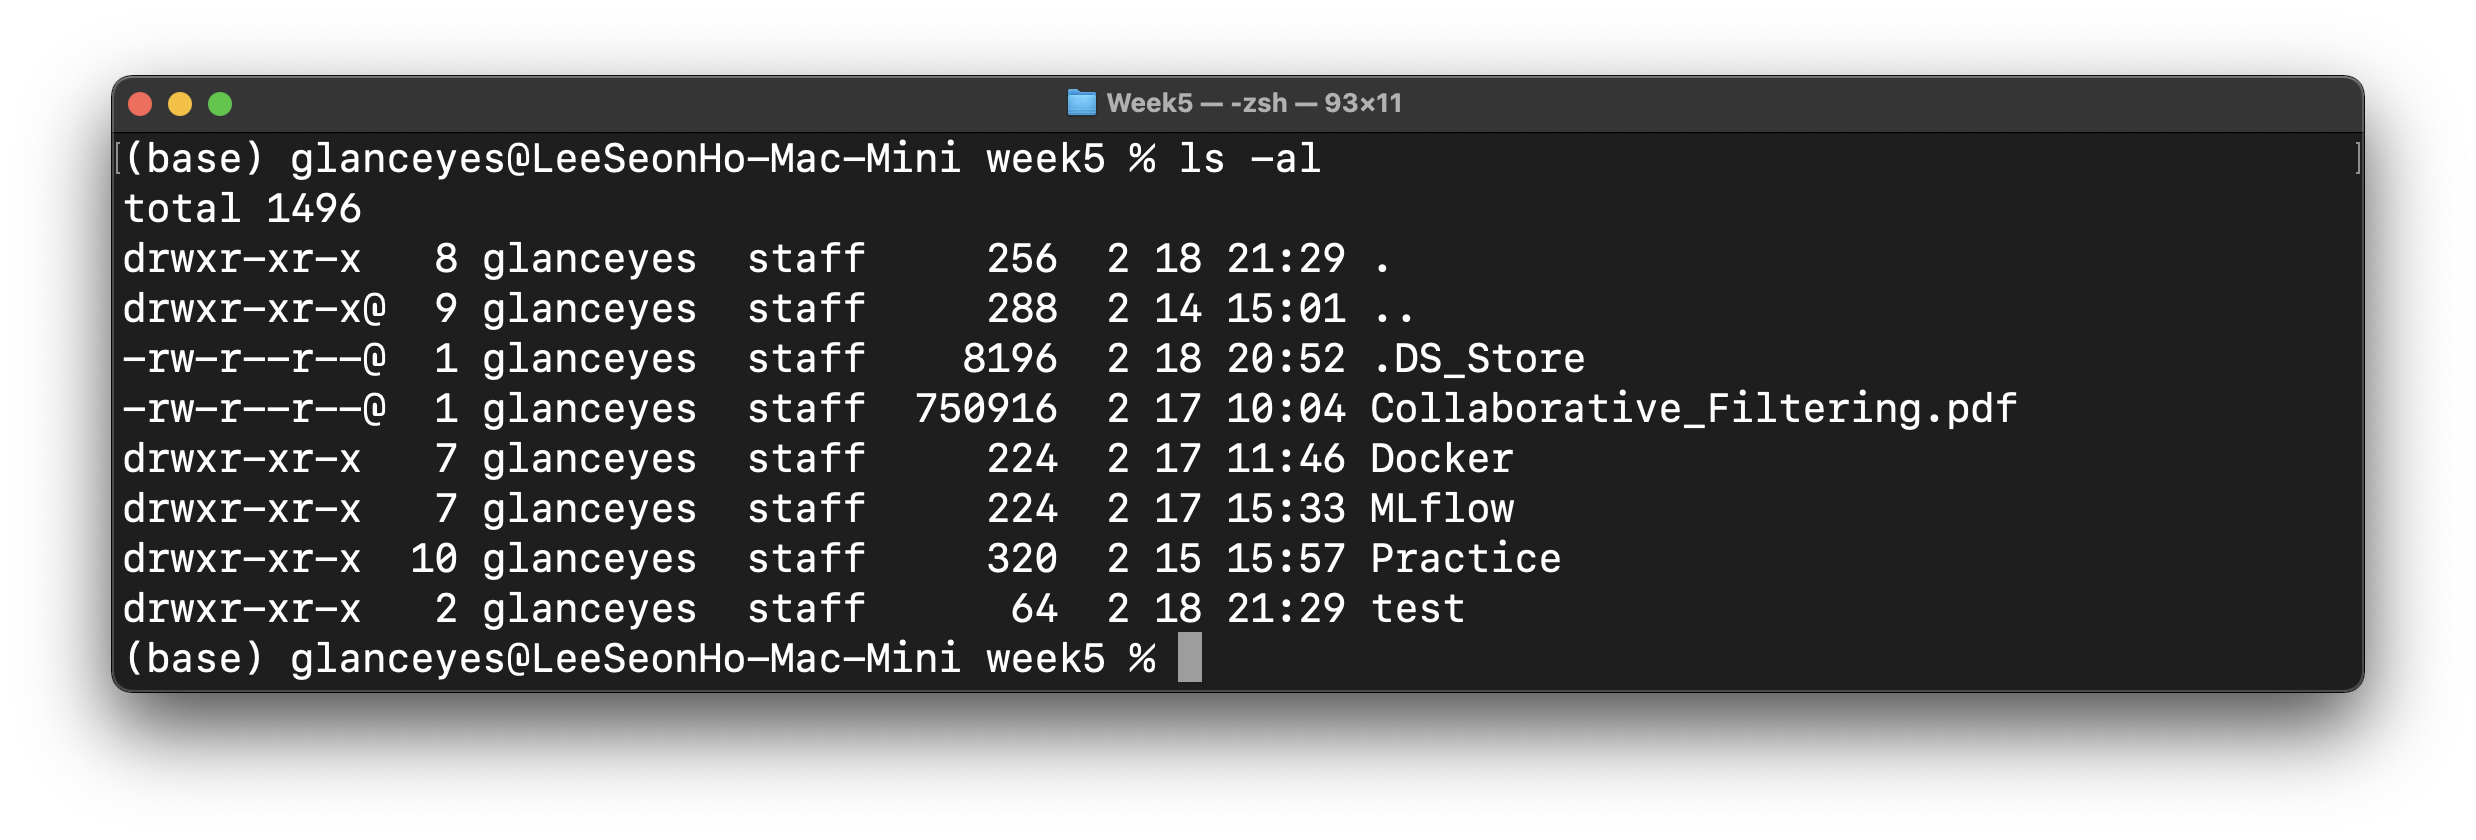 Week5 — -zsh — 93×11
(base) glanceyes@LeeSeonHo-Mac-Mini week5 % ls -al
total 1496
drwxr-xr-x   8 glanceyes  staff     256  2 18 21:29 .
drwxr-xr-x@  9 glanceyes  staff     288  2 14 15:01 ..
-rw-r--r--@  1 glanceyes  staff    8196  2 18 20:52 .DS_Store
-rw-r--r--@  1 glanceyes  staff  750916  2 17 10:04 Collaborative_Filtering.pdf
drwxr-xr-x   7 glanceyes  staff     224  2 17 11:46 Docker
drwxr-xr-x   7 glanceyes  staff     224  2 17 15:33 MLflow
drwxr-xr-x  10 glanceyes  staff     320  2 15 15:57 Practice
drwxr-xr-x   2 glanceyes  staff      64  2 18 21:29 test
(base) glanceyes@LeeSeonHo-Mac-Mini week5 %